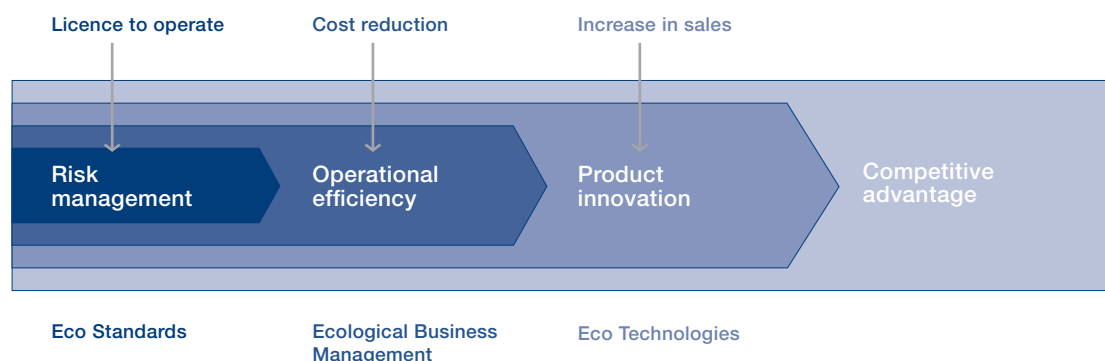 Licence to operate
Cost reduction
Increase in sales
Risk
management
Operational
efficiency
Product
innovation
Competitive
advantage
Eco Standards
Ecological Business
Management
Eco Technologies